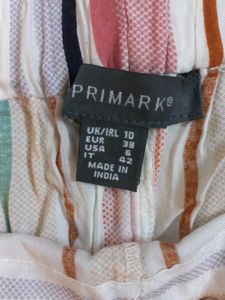 PRIMARK®
UK/IRL 10
EUR 38
USA 6
IT 42
MADE IN
INDIA